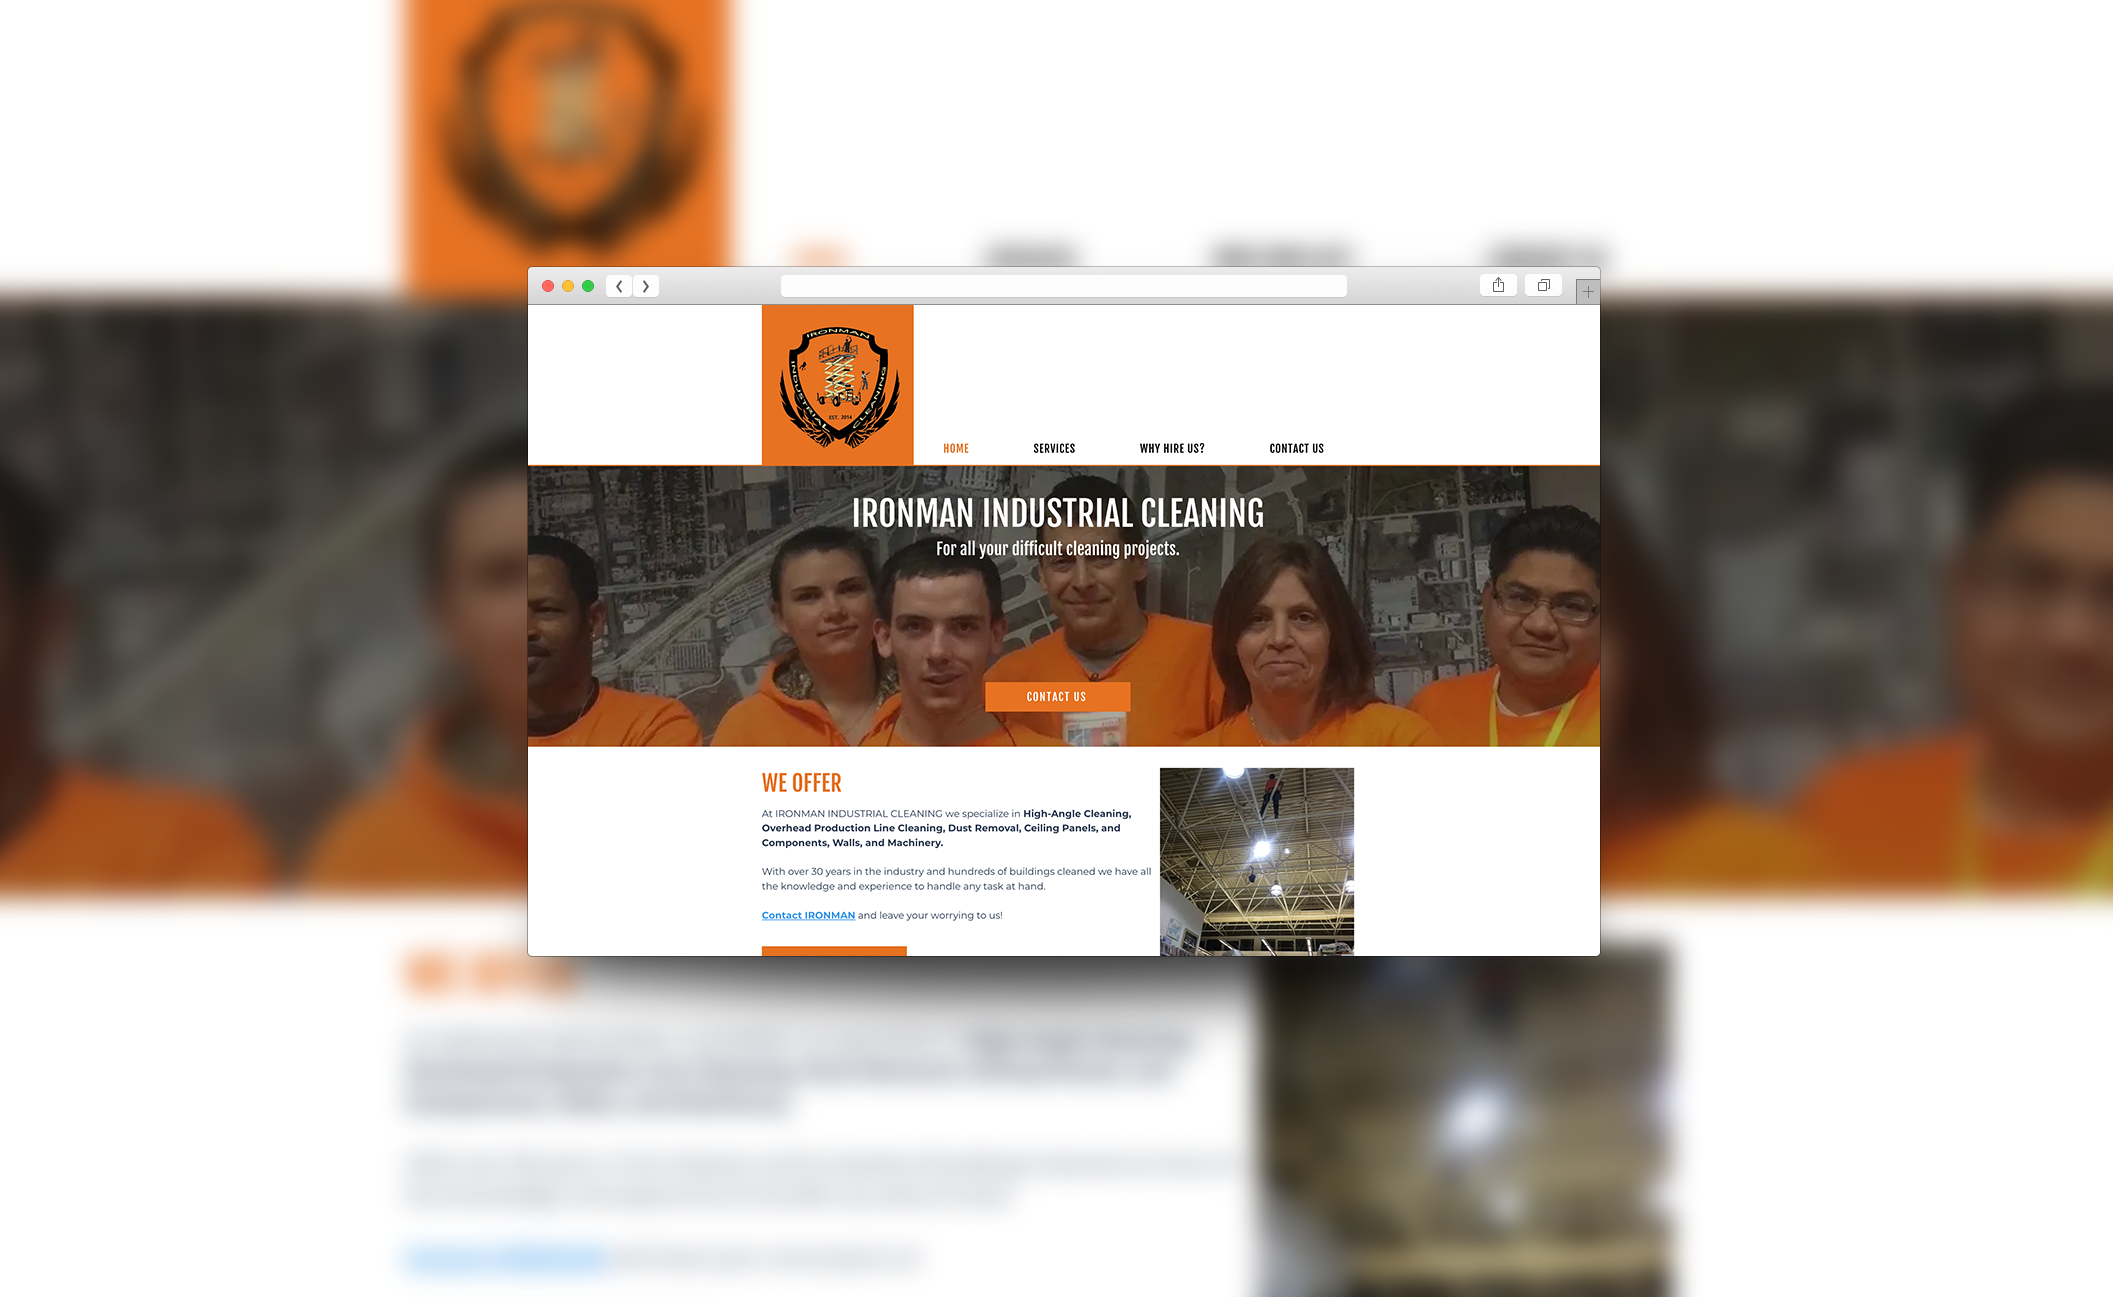 IRONMAN
INDUSTRIAL CLEANING
EST. 2014
HOME SERVICES WHY HIRE US? CONTACT US
IRONMAN INDUSTRIAL CLEANING
For all your difficult cleaning projects.
CONTACT US
WE OFFER
At IRONMAN INDUSTRIAL CLEANING we specialize in High-Angle Cleaning,
Overhead Production Line Cleaning, Dust Removal, Ceiling Panels, and
Components, Walls, and Machinery.
With over 30 years in the industry and hundreds of buildings cleaned we have all
the knowledge and experience to handle any task at hand.
Contact IRONMAN and leave your worrying to us!